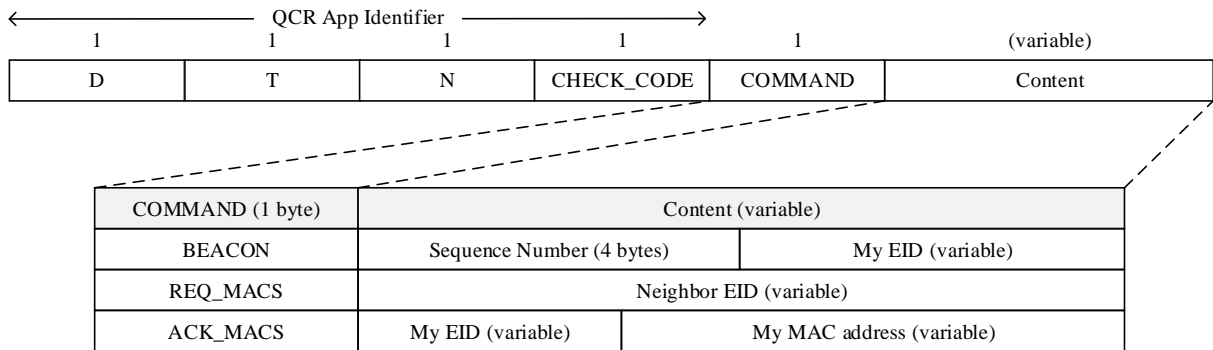 QCR App Identifier
1 1 1 1 1 (variable)
D T N CHECK_CODE COMMAND Content
COMMAND (1 byte) Content (variable)
BEACON Sequence Number (4 bytes) My EID (variable)
REQ_MACS Neighbor EID (variable)
ACK_MACS My EID (variable) My MAC address (variable)